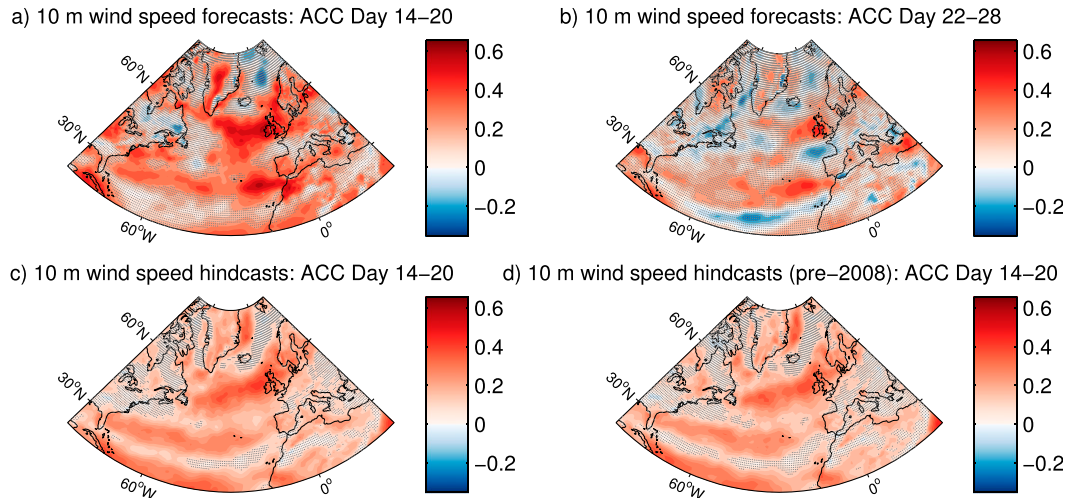 a) 10 m wind speed forecasts: ACC Day 14−20
60°N
30°N
60°W
0°
0.6
0.4
0.2
0
−0.2
b) 10 m wind speed forecasts: ACC Day 22−28
60°N
30°N
60°W
0°
0.6
0.4
0.2
0
−0.2
c) 10 m wind speed hindcasts: ACC Day 14−20
60°N
30°N
60°W
0°
0.6
0.4
0.2
0
−0.2
d) 10 m wind speed hindcasts (pre−2008): ACC Day 14−20
60°N
30°N
60°W
0°
0.6
0.4
0.2
0
−0.2